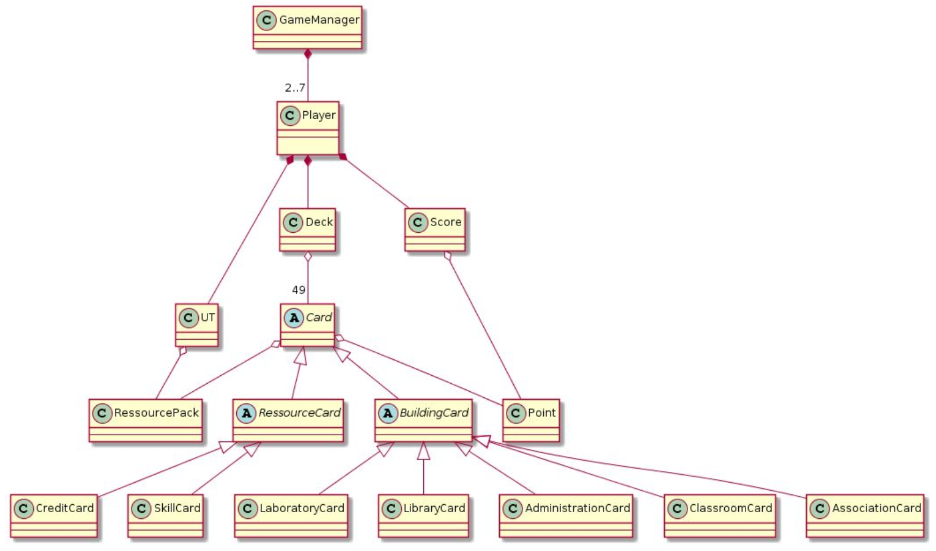 C GameManager
2..7
C Player
C Deck
C Score
49
C UT
A Card
C RessourcePack
A RessourceCard
A BuildingCard
C Point
C CreditCard
C SkillCard
C LaboratoryCard
C LibraryCard
C AdministrationCard
C ClassroomCard
C AssociationCard